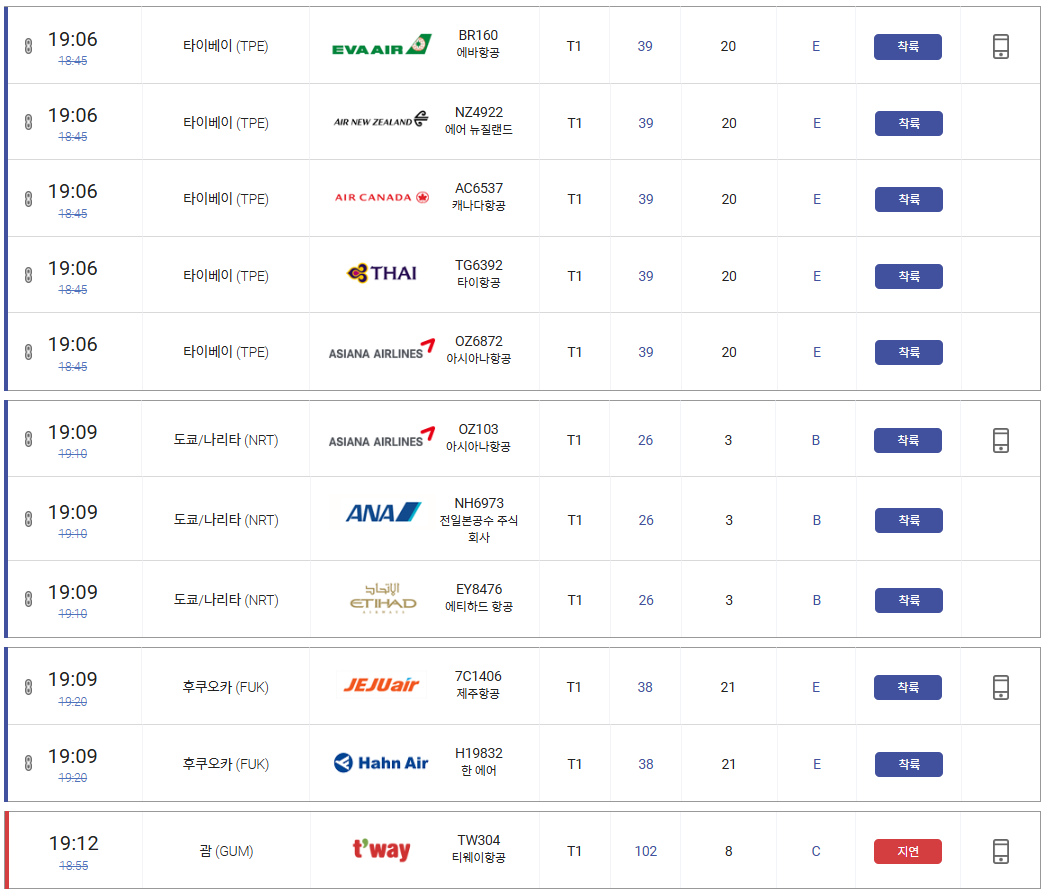 19:06 타이베이 (TPE) EVA AIR BR160 T1 39 20 E 착륙
18:45 에바항공
19:06 타이베이 (TPE) AIR NEW ZEALAND NZ4922 T1 39 20 E 착륙
18:45 에어 뉴질랜드
19:06 타이베이 (TPE) AIR CANADA AC6537 T1 39 20 E 착륙
18:45 캐나다항공
19:06 타이베이 (TPE) THAI TG6392 T1 39 20 E 착륙
18:45 타이항공
19:06 타이베이 (TPE) ASIANA AIRLINES OZ6872 T1 39 20 E 착륙
18:45 아시아나항공
19:09 도쿄/나리타 (NRT) ASIANA AIRLINES OZ103 T1 26 3 B 착륙
19:10 아시아나항공
19:09 도쿄/나리타 (NRT) ANA NH6973 T1 26 3 B 착륙
19:10 전일본공수 주식
회사
19:09 도쿄/나리타 (NRT) الإتحاد ETIHAD AIRWAYS EY8476 T1 26 3 B 착륙
19:10 에티하드 항공
19:09 후쿠오카 (FUK) JEJUair 7C1406 T1 38 21 E 착륙
19:20 제주항공
19:09 후쿠오카 (FUK) Hahn Air H19832 T1 38 21 E 착륙
19:20 한 에어
19:12 괌 (GUM) t'way TW304 T1 102 8 C 지연
18:55 티웨이항공